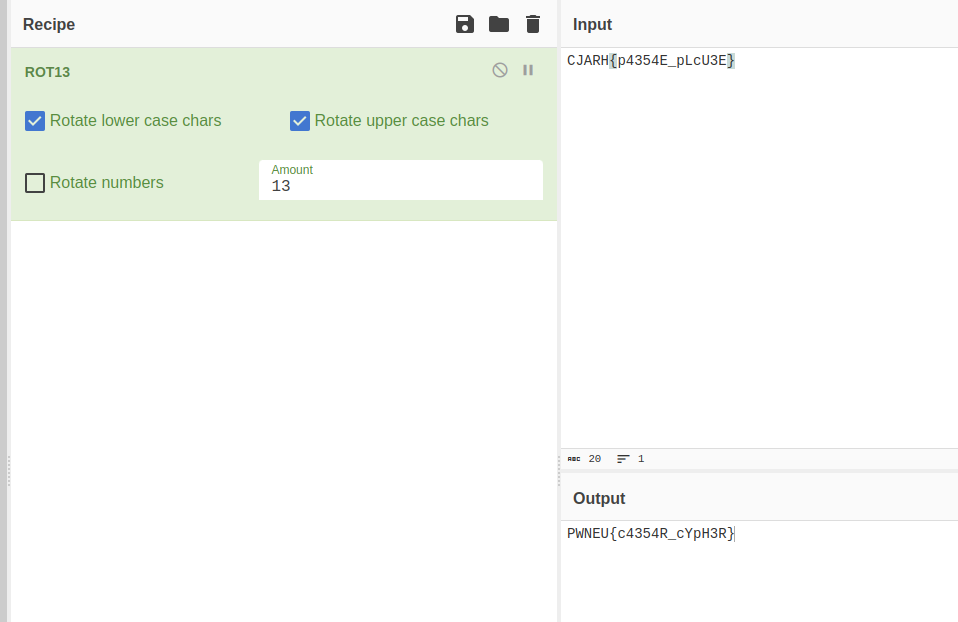 Recipe
ROT13
Rotate lower case chars
Rotate upper case chars
Rotate numbers
Amount
13
Input
CJARH{p4354E_pLcU3E}
ABC 20 1
Output
PWNEU{c4354R_cYpH3R}